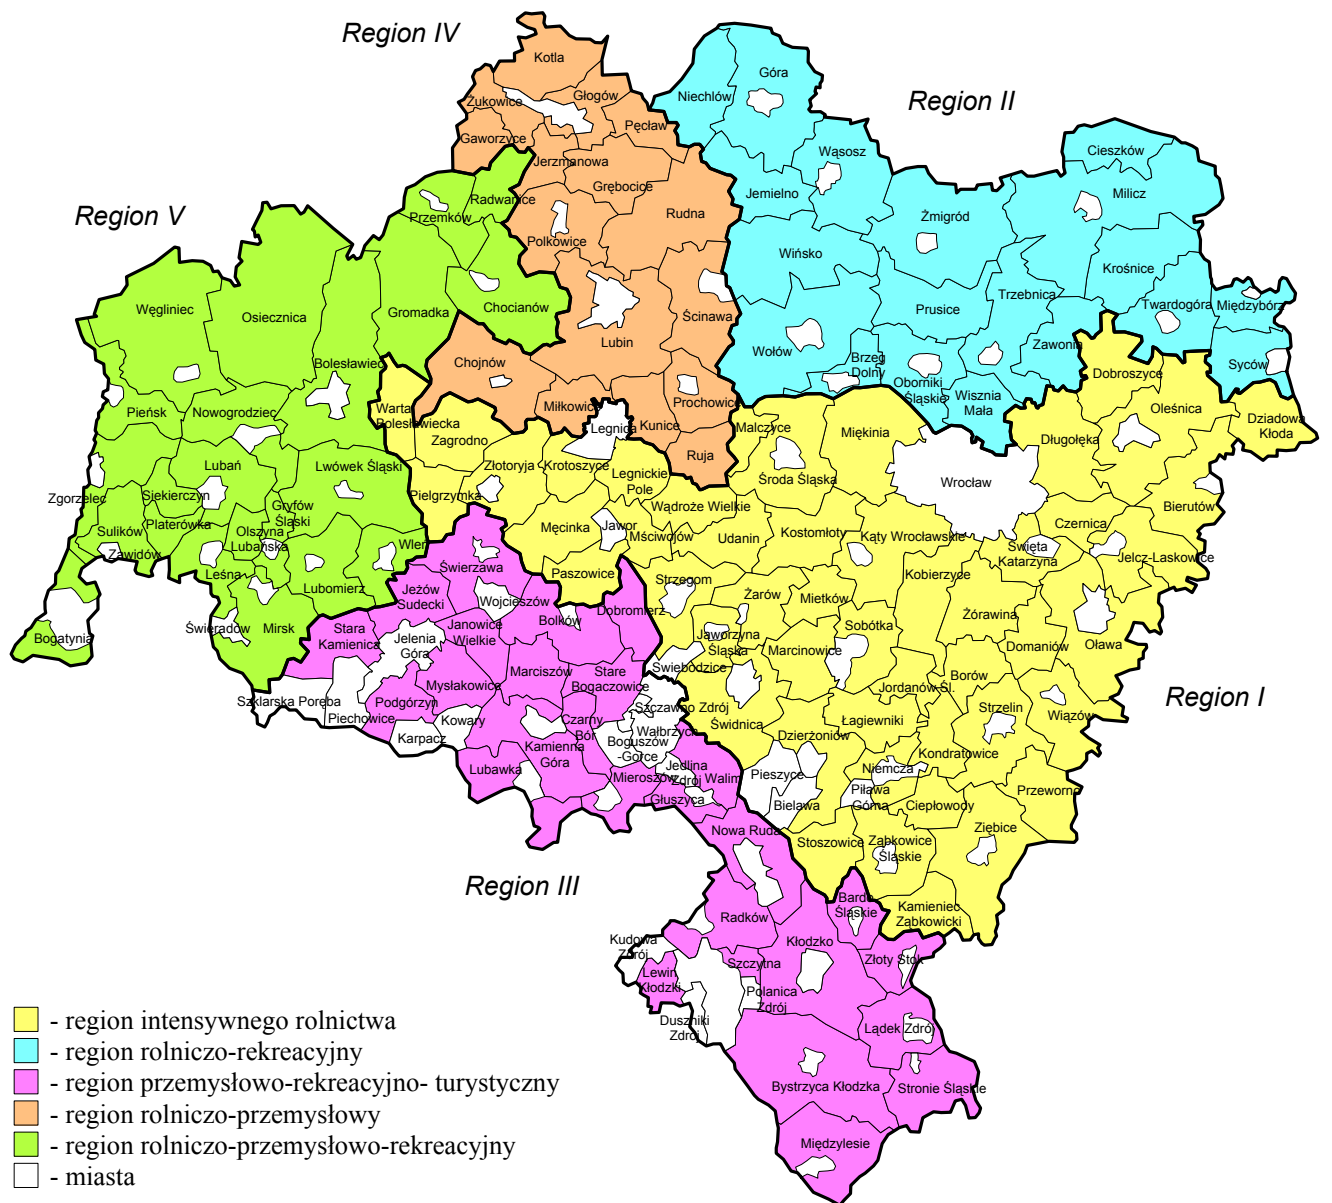 Region IV
Kotla
Głogów
Żukowice
Pęcław
Gaworzyce
Jerzmanowa
Grębocice
Radwanice
Przemków
Rudna
Polkowice
Chocianów
Ścinawa
Lubin
Chojnów
Miłkowice
Kunice
Prochowice
Legnica
Ruja
Region II
Niechlów
Góra
Wąsosz
Cieszków
Milicz
Jemielno
Żmigród
Wińsko
Krośnice
Trzebnica
Twardogóra
Międzybórz
Prusice
Zawonia
Wołów
Brzeg
Dolny
Oborniki
Śląskie
Wisznia
Mała
Syców
Region V
Węgliniec
Osiecznica
Gromadka
Bolesławiec
Pieńsk
Nowogrodziec
Lubań
Lwówek Śląski
Zgorzelec
Siekierczyn
Gryfów
Śląski
Sulików
Platerówka
Olszyna
Lubańska
Zawidów
Wleń
Leśna
Lubomierz
Bogatynia
Świeradów
Mirsk
Warta
Bolesławiecka
Zagrodno
Złotoryja
Krotoszyce
Legnickie
Pole
Pielgrzymka
Wądroże Wielkie
Męcinka
Jawor
Mściwojów
Udanin
Paszowice
Malczyce
Miękinia
Środa Śląska
Kostomłoty
Kąty Wrocławskie
Wrocław
Dobroszyce
Oleśnica
Dziadowa
Kłoda
Długołęka
Bierutów
Czernica
Święta
Katarzyna
Jelcz-Laskowice
Kobierzyce
Żórawina
Oława
Domaniów
Region I
Strzegom
Żarów
Mietków
Sobótka
Jaworzyna
Śląska
Marcinowice
Świebodzice
Świdnica
Jordanów Śl.
Borów
Strzelin
Wiązów
Łagiewniki
Dzierżoniów
Kondratowice
Pieszyce
Niemcza
Przeworno
Bielawa
Piława
Górna
Ciepłowody
Ziębice
Stoszowice
Ząbkowice
Śląskie
Kamieniec
Ząbkowicki
Świerzawa
Jeżów
Sudecki
Wojcieszów
Dobromierz
Bolków
Stara
Kamienica
Jelenia
Góra
Janowice
Wielkie
Marciszów
Stare
Bogaczowice
Mysłakowice
Szklarska Poręba
Piechowice
Podgórzyn
Kowary
Karpacz
Szczawno Zdrój
Czarny
Bór
Wałbrzych
Boguszów
-Gorce
Kamienna
Góra
Lubawka
Mieroszów
Jedlina
Zdrój
Walim
Głuszyca
Nowa Ruda
Region III
Radków
Bardo
Śląskie
Kudowa
Zdrój
Kłodzko
Złoty Stok
Szczytna
Lewin
Kłodzki
Polanica
Zdrój
Duszniki
Zdrój
Lądek Zdrój
Bystrzyca Kłodzka
Stronie Śląskie
Międzylesie
- region intensywnego rolnictwa
- region rolniczo-rekreacyjny
- region przemysłowo-rekreacyjno- turystyczny
- region rolniczo-przemysłowy
- region rolniczo-przemysłowo-rekreacyjny
- miasta